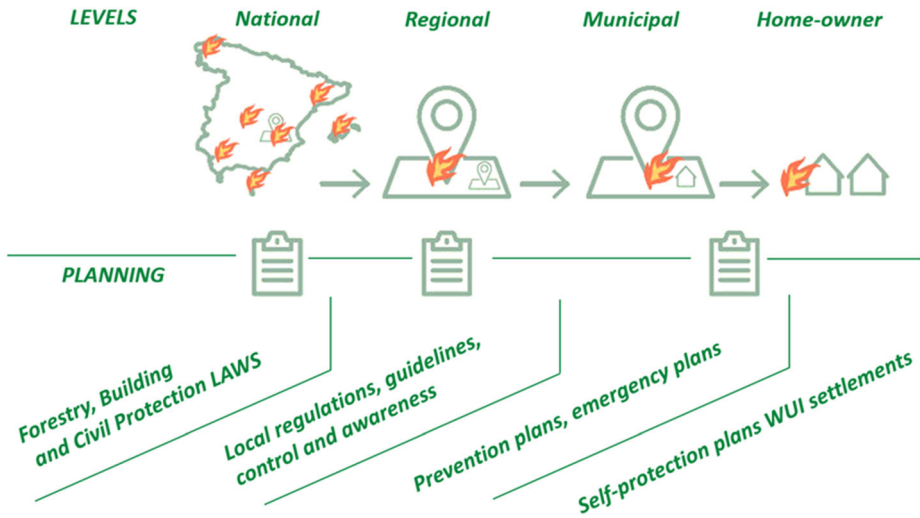 LEVELS
National
Regional
Municipal
Home-owner
PLANNING
Forestry, Building
and Civil Protection LAWS
Local regulations, guidelines,
control and awareness
Prevention plans, emergency plans
Self-protection plans WUI settlements